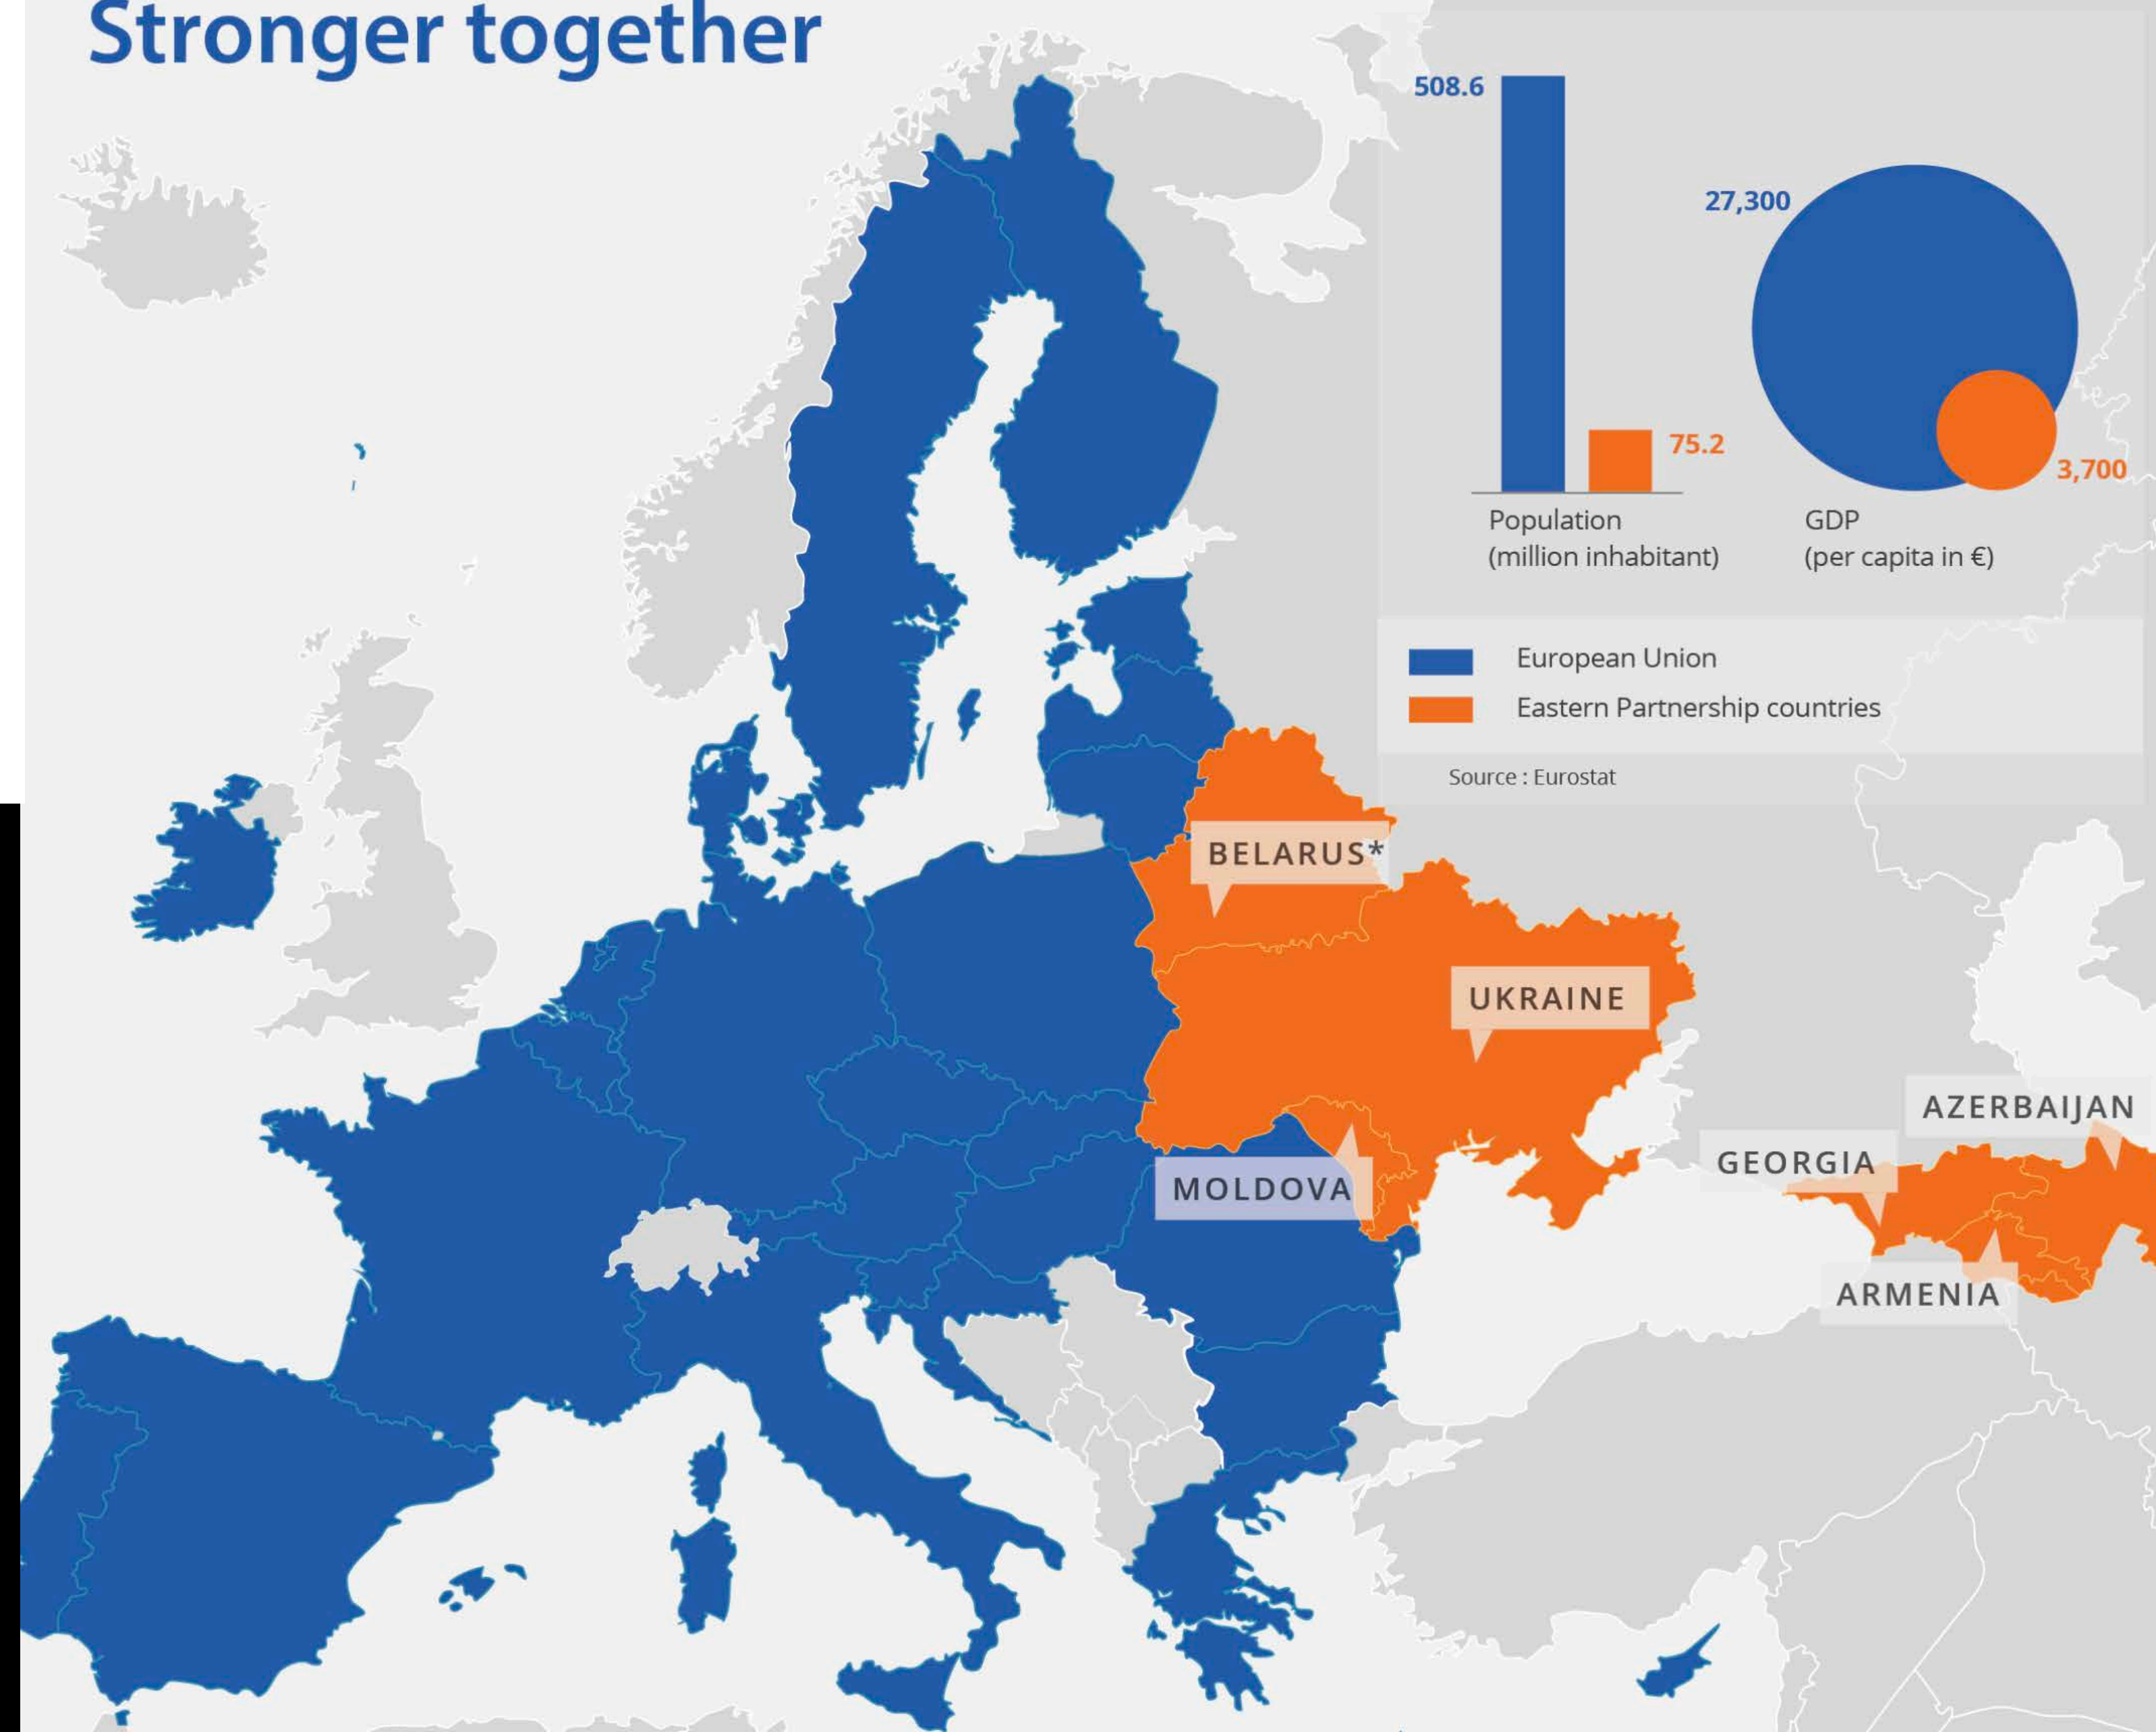 Stronger together
508.6
27,300
75.2
3,700
Population
(million inhabitant)
GDP
(per capita in €)
European Union
Eastern Partnership countries
Source : Eurostat
BELARUS*
UKRAINE
AZERBAIJAN
GEORGIA
MOLDOVA
ARMENIA